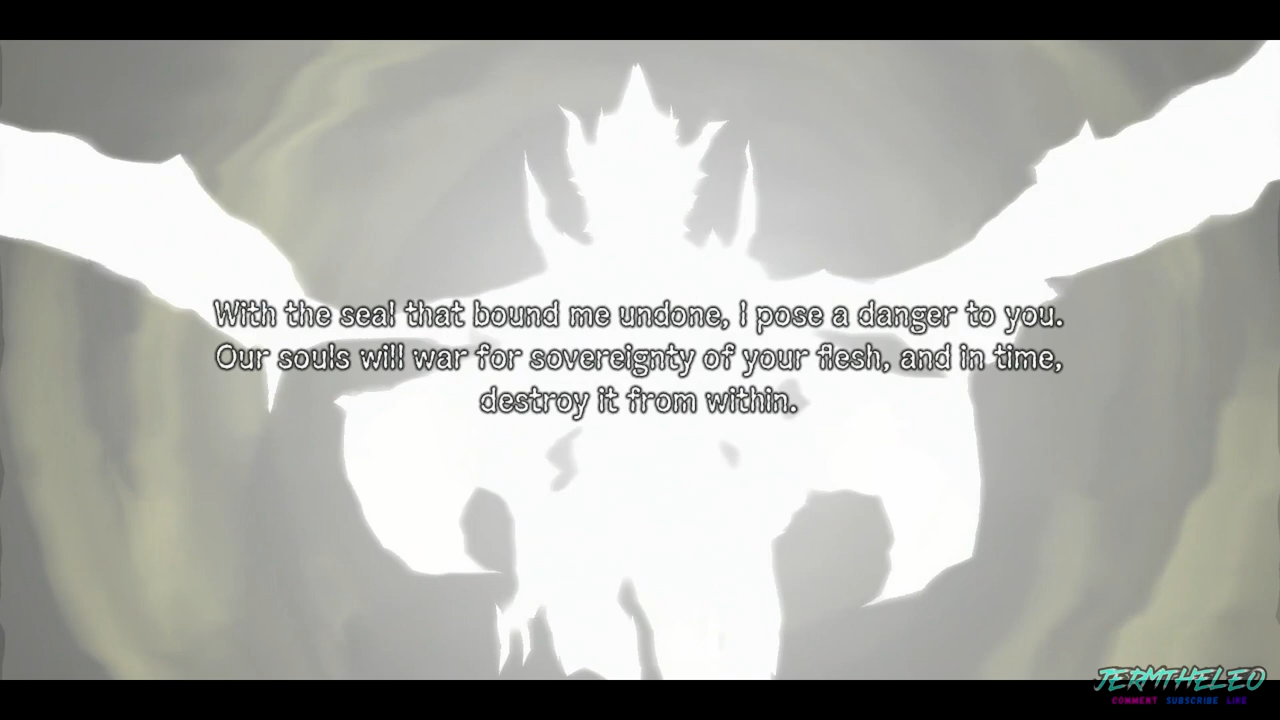 With the seal that bound me undone, I pose a danger to you.
Our souls will war for sovereignty of your flesh, and in time,
destroy it from within.
JERMTHELEO
COMMENT SUBSCRIBE LIKE